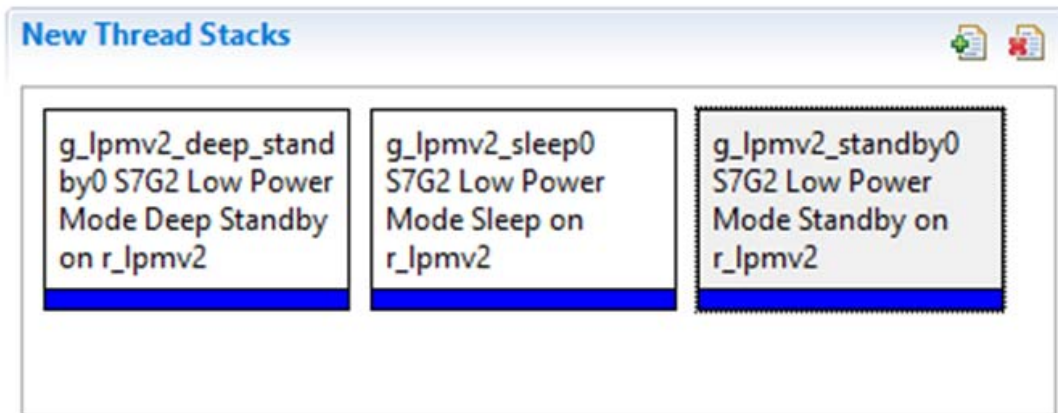 New Thread Stacks
g_lpmv2_deep_stand
by0 S7G2 Low Power
Mode Deep Standby
on r_lpmv2
g_lpmv2_sleep0
S7G2 Low Power
Mode Sleep on
r_lpmv2
g_lpmv2_standby0
S7G2 Low Power
Mode Standby on
r_lpmv2